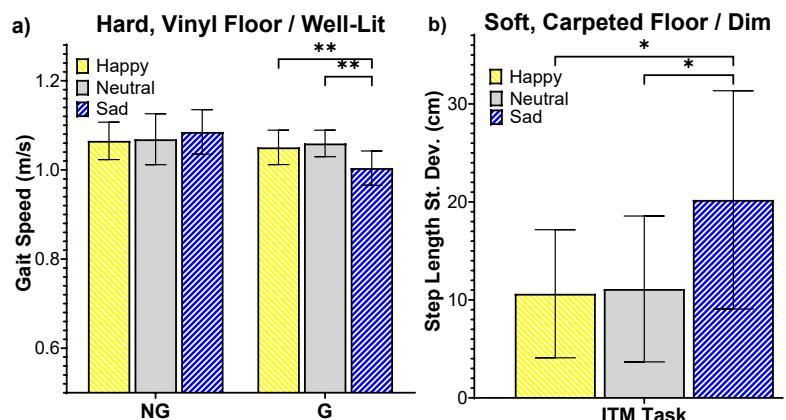 a) Hard, Vinyl Floor / Well-Lit
**
**
Happy
Neutral
Sad
1.2
1.0
0.8
0.6
Gait Speed (m/s)
NG G
b) Soft, Carpeted Floor / Dim
*
*
Happy
Neutral
Sad
30
20
10
0
Step Length St. Dev. (cm)
ITM Task